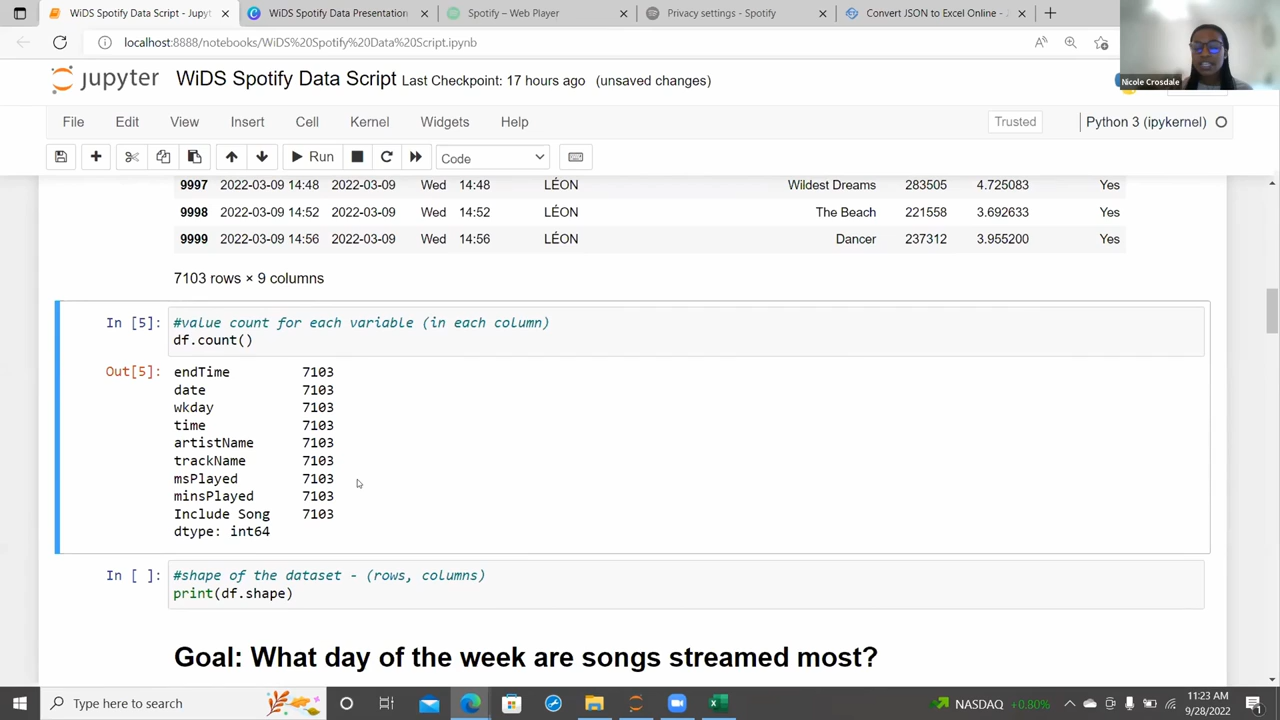 WiDS Spotify Data Script - Jupyt
WiDS Spotify Data Presentation
Spotify – Web Player
Privacy settings - Spotify
Convert JSON to Excel Online -
localhost:8888/notebooks/WiDS%20Spotify%20Data%20Script.ipynb
Nicole Crosdale
jupyter WiDS Spotify Data Script Last Checkpoint: 17 hours ago (unsaved changes)
File Edit View Insert Cell Kernel Widgets Help Trusted Python 3 (ipykernel)
Run Code
9997 2022-03-09 14:48 2022-03-09 Wed 14:48 LÉON Wildest Dreams 283505 4.725083 Yes
9998 2022-03-09 14:52 2022-03-09 Wed 14:52 LÉON The Beach 221558 3.692633 Yes
9999 2022-03-09 14:56 2022-03-09 Wed 14:56 LÉON Dancer 237312 3.955200 Yes
7103 rows × 9 columns
In [5]: #value count for each variable (in each column)
df.count()
Out[5]: endTime 7103
date 7103
wkday 7103
time 7103
artistName 7103
trackName 7103
msPlayed 7103
minsPlayed 7103
Include Song 7103
dtype: int64
In [ ]: #shape of the dataset - (rows, columns)
print(df.shape)
Goal: What day of the week are songs streamed most?
Type here to search
NASDAQ +0.80%
11:23 AM
9/28/2022
1